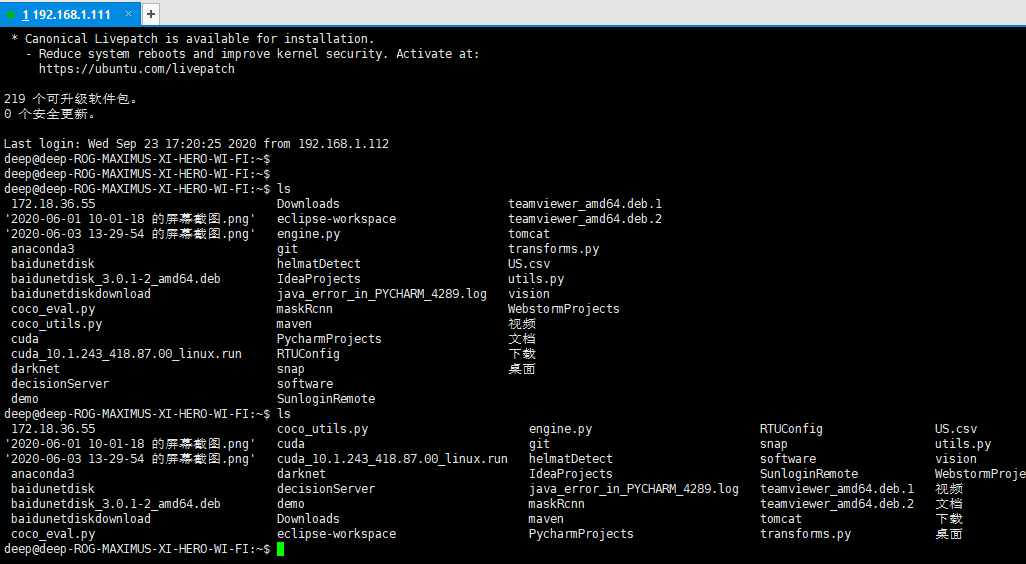 1 192.168.1.111 × +
* Canonical Livepatch is available for installation.
- Reduce system reboots and improve kernel security. Activate at:
https://ubuntu.com/livepatch
219 个可升级软件包。
0 个安全更新。
Last login: Wed Sep 23 17:20:25 2020 from 192.168.1.112
deep@deep-ROG-MAXIMUS-XI-HERO-WI-FI:~$
deep@deep-ROG-MAXIMUS-XI-HERO-WI-FI:~$
deep@deep-ROG-MAXIMUS-XI-HERO-WI-FI:~$ ls
172.18.36.55 Downloads teamviewer_amd64.deb.1
'2020-06-01 10-01-18 的屏幕截图.png' eclipse-workspace teamviewer_amd64.deb.2
'2020-06-03 13-29-54 的屏幕截图.png' engine.py tomcat
anaconda3 git transforms.py
baidunetdisk helmatDetect US.csv
baidunetdisk_3.0.1-2_amd64.deb IdeaProjects utils.py
baidunetdiskdownload java_error_in_PYCHARM_4289.log vision
coco_eval.py maskRcnn WebstormProjects
coco_utils.py maven 视频
cuda PycharmProjects 文档
cuda_10.1.243_418.87.00_linux.run RTUConfig 下载
darknet snap 桌面
decisionServer software
demo SunloginRemote
deep@deep-ROG-MAXIMUS-XI-HERO-WI-FI:~$ ls
172.18.36.55 coco_utils.py engine.py RTUConfig US.csv
'2020-06-01 10-01-18 的屏幕截图.png' cuda git snap utils.py
'2020-06-03 13-29-54 的屏幕截图.png' cuda_10.1.243_418.87.00_linux.run helmatDetect software vision
anaconda3 darknet IdeaProjects SunloginRemote WebstormProje
baidunetdisk decisionServer java_error_in_PYCHARM_4289.log teamviewer_amd64.deb.1 视频
baidunetdisk_3.0.1-2_amd64.deb demo maskRcnn teamviewer_amd64.deb.2 文档
baidunetdiskdownload Downloads maven tomcat 下载
coco_eval.py eclipse-workspace PycharmProjects transforms.py 桌面
deep@deep-ROG-MAXIMUS-XI-HERO-WI-FI:~$